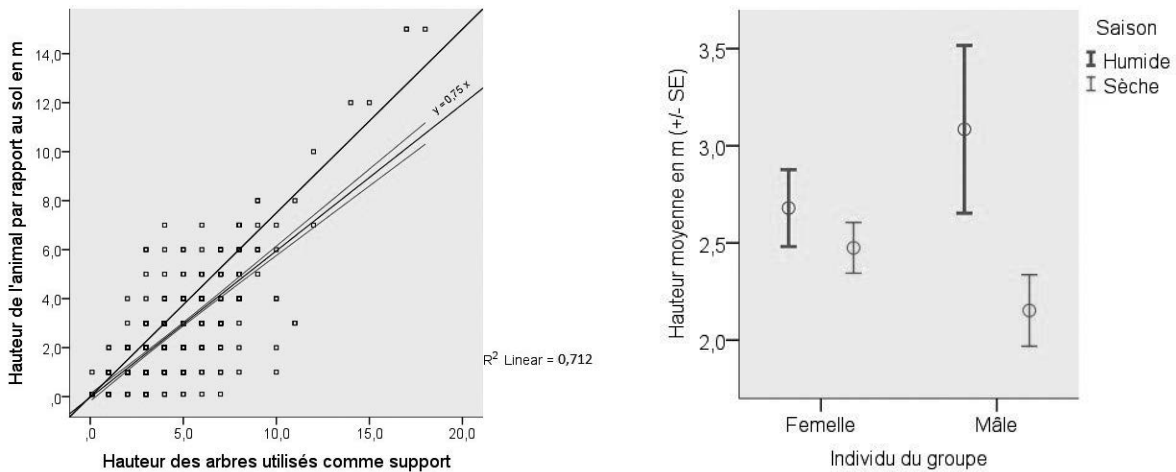 Hauteur de l'animal par rapport au sol en m
14,0
12,0
10,0
8,0
6,0
4,0
2,0
,0
,0
5,0
10,0
15,0
20,0
Hauteur des arbres utilisés comme support
y = 0,75 x
R² Linear = 0,712
Hauteur moyenne en m (+/- SE)
3,5
3,0
2,5
2,0
Femelle
Mâle
Individu du groupe
Saison
Humide
Sèche